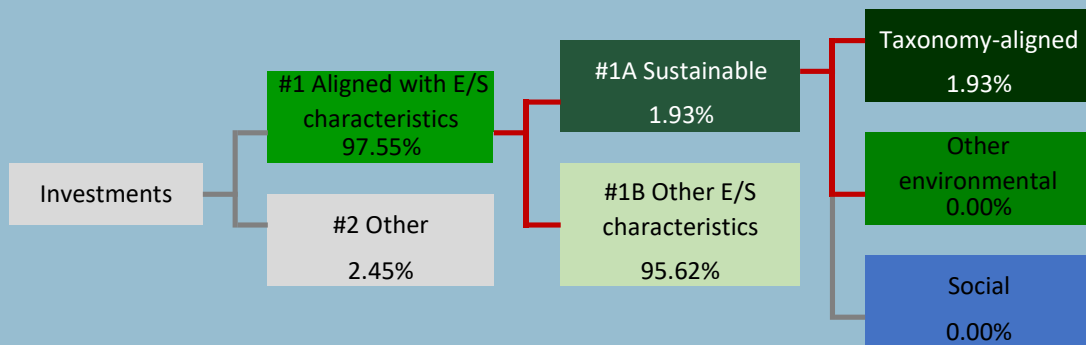 Investments
#1 Aligned with E/S
characteristics
97.55%
#2 Other
2.45%
#1A Sustainable
1.93%
#1B Other E/S
characteristics
95.62%
Taxonomy-aligned
1.93%
Other
environmental
0.00%
Social
0.00%